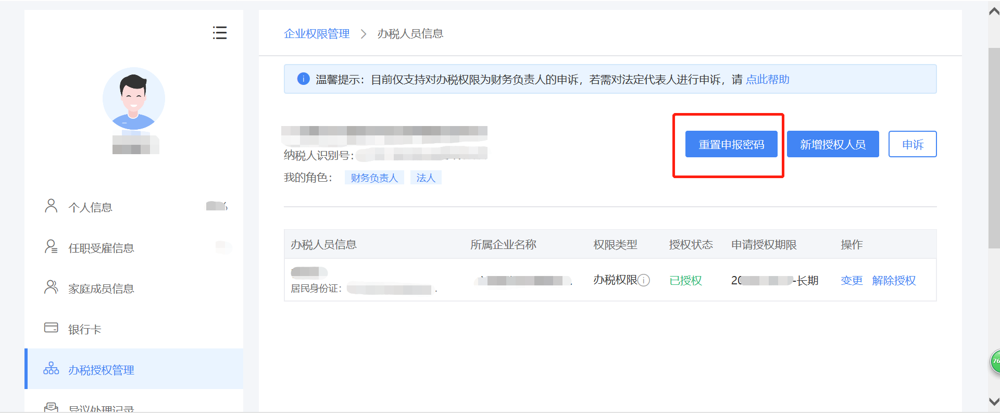 企业权限管理 > 办税人员信息
温馨提示：目前仅支持对办税权限为财务负责人的申诉，若需对法定代表人进行申诉，请 点此帮助
重置申报密码 新增授权人员 申诉
纳税人识别号：
我的角色： 财务负责人 法人
个人信息
任职受雇信息
家庭成员信息
银行卡
办税授权管理
异议处理记录
办税人员信息 所属企业名称 权限类型 授权状态 申请授权期限 操作
居民身份证： 办税权限 已授权 20 -长期 变更 解除授权
76